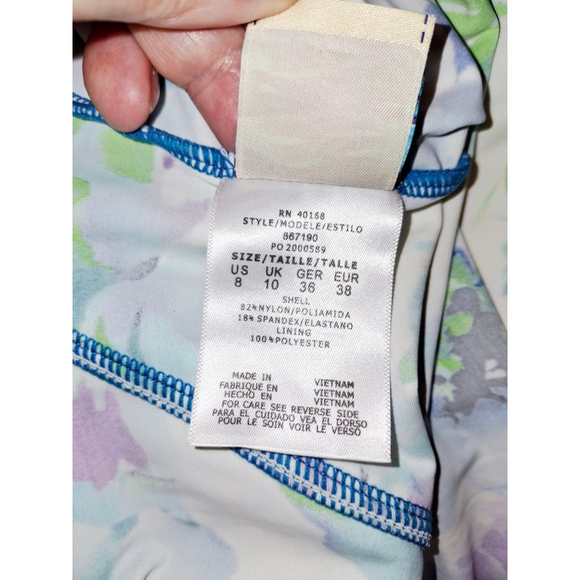 RN 40168
STYLE/MODELE/ESTILO
867190
PO 2000589
SIZE/TAILLE/TALLE
US UK GER EUR
8 10 36 38
SHELL
82%NYLON/POLIAMIDA
18%SPANDEX/ELASTANO
LINING
100%POLYESTER
MADE IN VIETNAM
FABRIQUE EN VIETNAM
HECHO EN VIETNAM
FOR CARE SEE REVERSE SIDE
PARA EL CUIDADO VEA EL DORSO
POUR LE SOIN VOIR LE VERSO